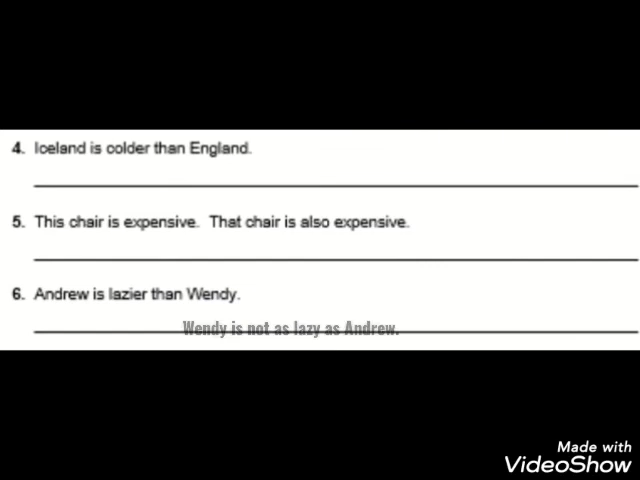 4. Iceland is colder than England.
5. This chair is expensive. That chair is also expensive.
6. Andrew is lazier than Wendy.
Wendy is not as lazy as Andrew.
Made with
VideoShow